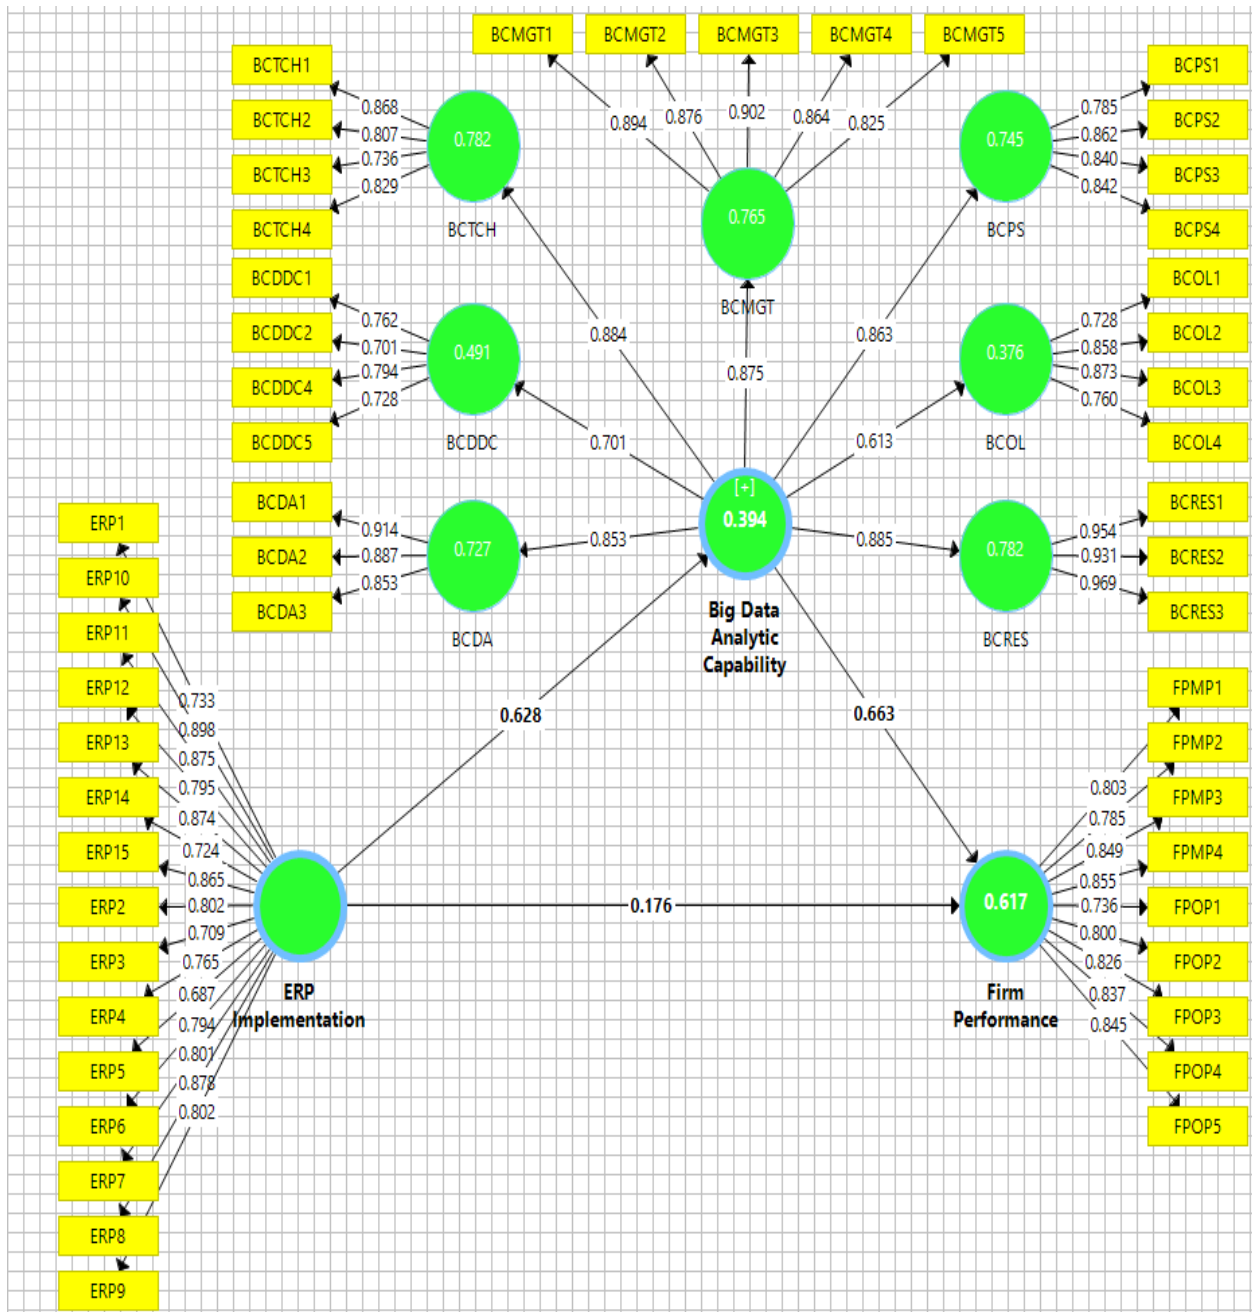 BCMGT1 BCMGT2 BCMGT3 BCMGT4 BCMGT5
BCTCH1
BCTCH2
BCTCH3
BCTCH4
0.868
0.807
0.736
0.829
0.782
BCTCH
0.894 0.876 0.902 0.864 0.825
0.765
BCMGT
BCPS1
BCPS2
BCPS3
BCPS4
0.785
0.862
0.840
0.842
0.745
BCPS
BCDDC1
BCDDC2
BCDDC4
BCDDC5
0.762
0.701
0.794
0.728
0.491
BCDDC
0.884
0.875
0.863
BCOL1
BCOL2
BCOL3
BCOL4
0.728
0.858
0.873
0.760
0.376
BCOL
0.701
0.613
BCDA1
BCDA2
BCDA3
0.914
0.887
0.853
0.727
BCDA
0.853
[+]
0.394
Big Data
Analytic
Capability
0.885
0.782
BCRES
0.954
0.931
0.969
BCRES1
BCRES2
BCRES3
ERP1
ERP10
ERP11
ERP12
ERP13
ERP14
ERP15
ERP2
ERP3
ERP4
ERP5
ERP6
ERP7
ERP8
ERP9
0.733
0.898
0.875
0.795
0.874
0.724
0.865
0.802
0.709
0.765
0.687
0.794
0.801
0.878
0.802
ERP
Implementation
0.628
0.663
0.176
0.617
Firm
Performance
0.803
0.785
0.849
0.855
0.736
0.800
0.826
0.837
0.845
FPMP1
FPMP2
FPMP3
FPMP4
FPOP1
FPOP2
FPOP3
FPOP4
FPOP5